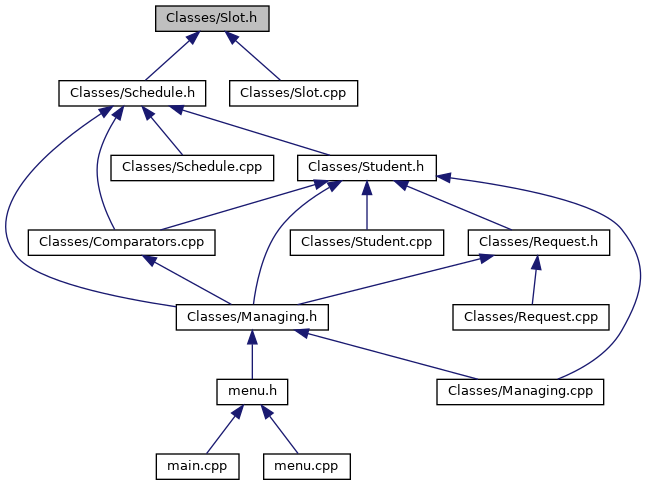 Classes/Slot.h
Classes/Schedule.h
Classes/Slot.cpp
Classes/Schedule.cpp
Classes/Student.h
Classes/Comparators.cpp
Classes/Student.cpp
Classes/Request.h
Classes/Managing.h
Classes/Request.cpp
menu.h
Classes/Managing.cpp
main.cpp
menu.cpp